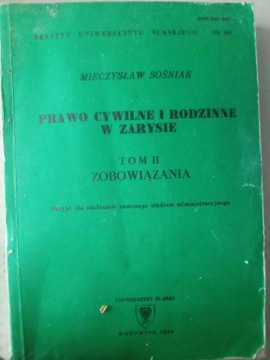 SKRYPTY UNIWERSYTETU ŚLĄSKIEGO
MIECZYSŁAW SOŚNIAK
PRAWO CYWILNE I RODZINNE
W ZARYSIE
TOM II
ZOBOWIĄZANIA
Skrypt dla studentów zaocznego studium administracyjnego
UNIWERSYTET ŚLĄSKI
KATOWICE